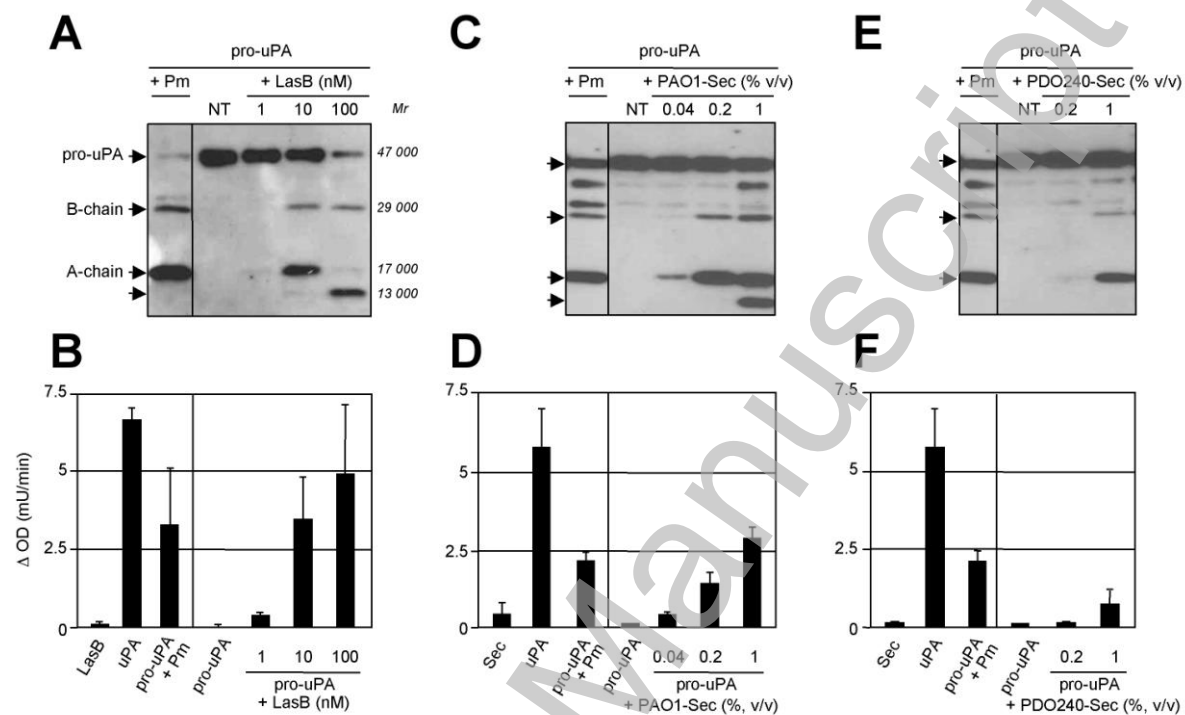 A
pro-uPA
+ Pm
+ LasB (nM)
NT 1 10 100 Mr
pro-uPA
47 000
B-chain
29 000
A-chain
17 000
13 000
C
pro-uPA
+ Pm
+ PAO1-Sec (% v/v)
NT 0.04 0.2 1
E
pro-uPA
+ Pm
+ PDO240-Sec (% v/v)
NT 0.2 1
B
Δ OD (mU/min)
7.5
5
2.5
0
LasB
uPA
pro-uPA
+ Pm
pro-uPA
1 10 100
pro-uPA
+ LasB (nM)
D
7.5
5
2.5
0
Sec
uPA
pro-uPA
+ Pm
pro-uPA
0.04 0.2 1
pro-uPA
+ PAO1-Sec (%, v/v)
F
7.5
5
2.5
0
Sec
uPA
pro-uPA
+ Pm
pro-uPA
0.2 1
pro-uPA
+ PDO240-Sec (%, v/v)
Manuscript